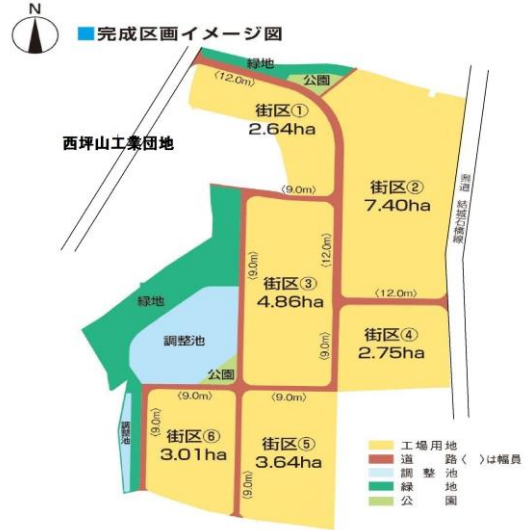 N
■完成区画イメージ図
緑地
公園
〈12.0m〉
街区①
2.64ha
西坪山工業団地
街区②
7.40ha
県道 結城石橋線
〈9.0m〉
〈9.0m〉
〈12.0m〉
街区③
4.86ha
〈12.0m〉
緑地
調整池
〈9.0m〉
街区④
2.75ha
公園
〈9.0m〉
〈9.0m〉
調整池
〈9.0m〉
街区⑥
3.01ha
〈9.0m〉
街区⑤
3.64ha
工場用地
道路〈 〉は幅員
調整池
緑地
公園